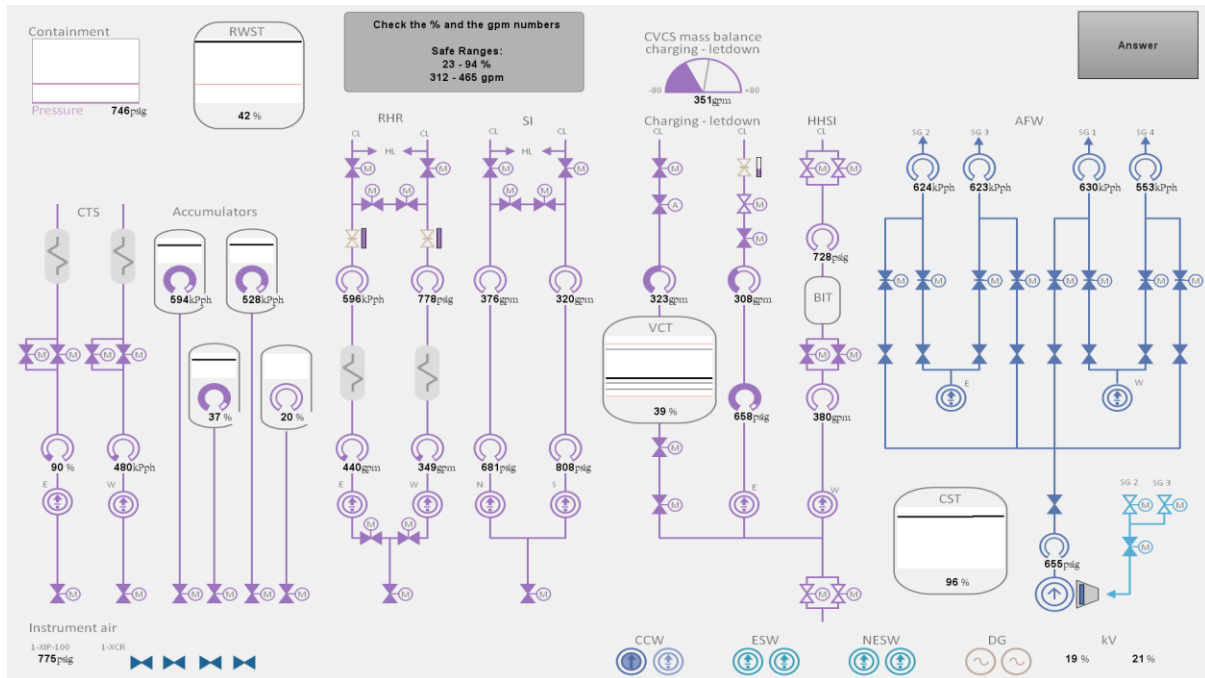 Containment
Pressure 746psig
RWST
42 %
Check the % and the gpm numbers
Safe Ranges:
23 - 94 %
312 - 465 gpm
CVCS mass balance
charging - letdown
-80 +80
351gpm
Answer
RHR
SI
Charging - letdown
HHSI
AFW
CL CL CL CL CL CL CL
HL HL
SG 2 SG 3 SG 1 SG 4
M M M M M M M M M
M M M M A M
624kPph 623kPph 630kPph 553kPph
CTS
Accumulators
594kPph 528kPph
596kPph 778psig 376gpm 320gpm 323gpm 308gpm
728psig
BIT
M M M M M M
VCT
39 %
M M M M M M
37 % 20 %
658psig 380gpm
E W
90 % 480kPph 440gpm 349gpm 681psig 808psig
M
E W E W N S E W
M M M
CST
96 %
SG 2 SG 3
M M
M
655psig
M M M M M M M M M M
Instrument air
1-XIP-100 1-XCR
775psig
CCW ESW NESW DG kV
19 % 21 %